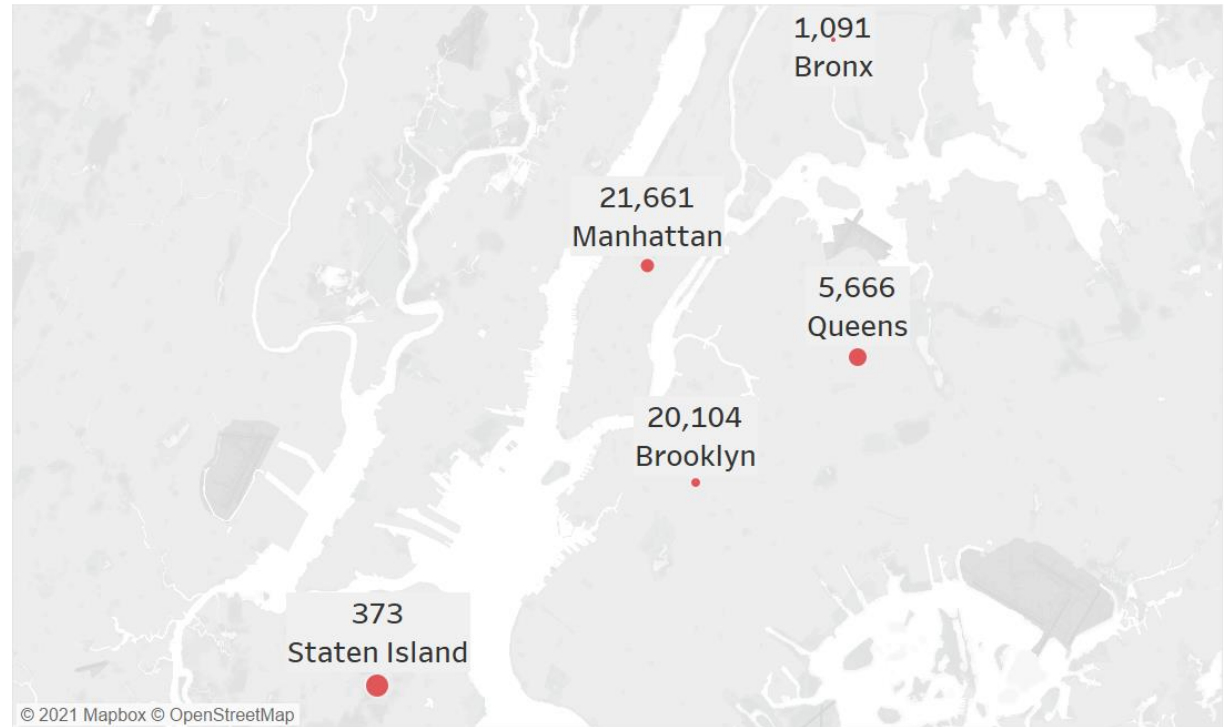 1,091
Bronx
21,661
Manhattan
5,666
Queens
20,104
Brooklyn
373
Staten Island
© 2021 Mapbox © OpenStreetMap